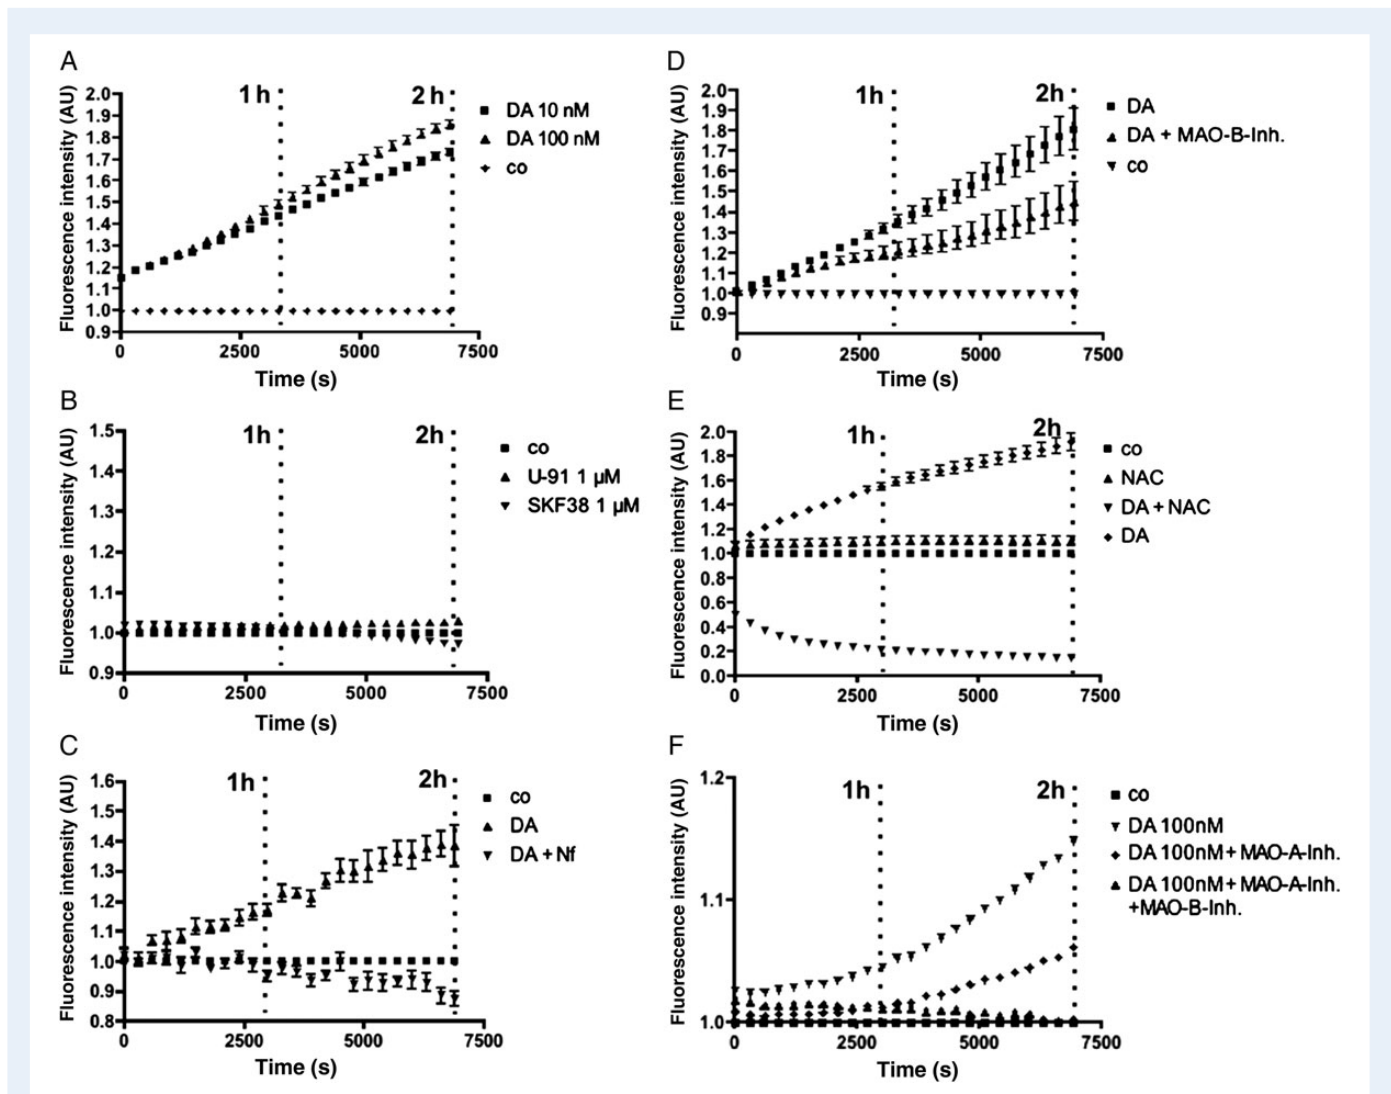 A
Fluorescence intensity (AU)
2.0
1.9
1.8
1.7
1.6
1.5
1.4
1.3
1.2
1.1
1.0
0.9
1 h
2 h
DA 10 nM
DA 100 nM
co
0 2500 5000 7500
Time (s)
D
Fluorescence intensity (AU)
2.0
1.9
1.8
1.7
1.6
1.5
1.4
1.3
1.2
1.1
1.0
0.9
1h
2h
DA
DA + MAO-B-Inh.
co
0 2500 5000 7500
Time (s)
B
Fluorescence intensity (AU)
1.5
1.4
1.3
1.2
1.1
1.0
0.9
1h
2h
co
U-91 1 μM
SKF38 1 μM
0 2500 5000 7500
Time (s)
E
Fluorescence intensity (AU)
2.0
1.8
1.6
1.4
1.2
1.0
0.8
0.6
0.4
0.2
0.0
1h
2h
co
NAC
DA + NAC
DA
0 2500 5000 7500
Time (s)
C
Fluorescence intensity (AU)
1.6
1.5
1.4
1.3
1.2
1.1
1.0
0.9
0.8
1h
2h
co
DA
DA + Nf
0 2500 5000 7500
Time (s)
F
Fluorescence intensity (AU)
1.2
1.1
1.0
1h
2h
co
DA 100nM
DA 100nM + MAO-A-Inh.
DA 100nM + MAO-A-Inh.
+MAO-B-Inh.
0 2500 5000 7500
Time (s)